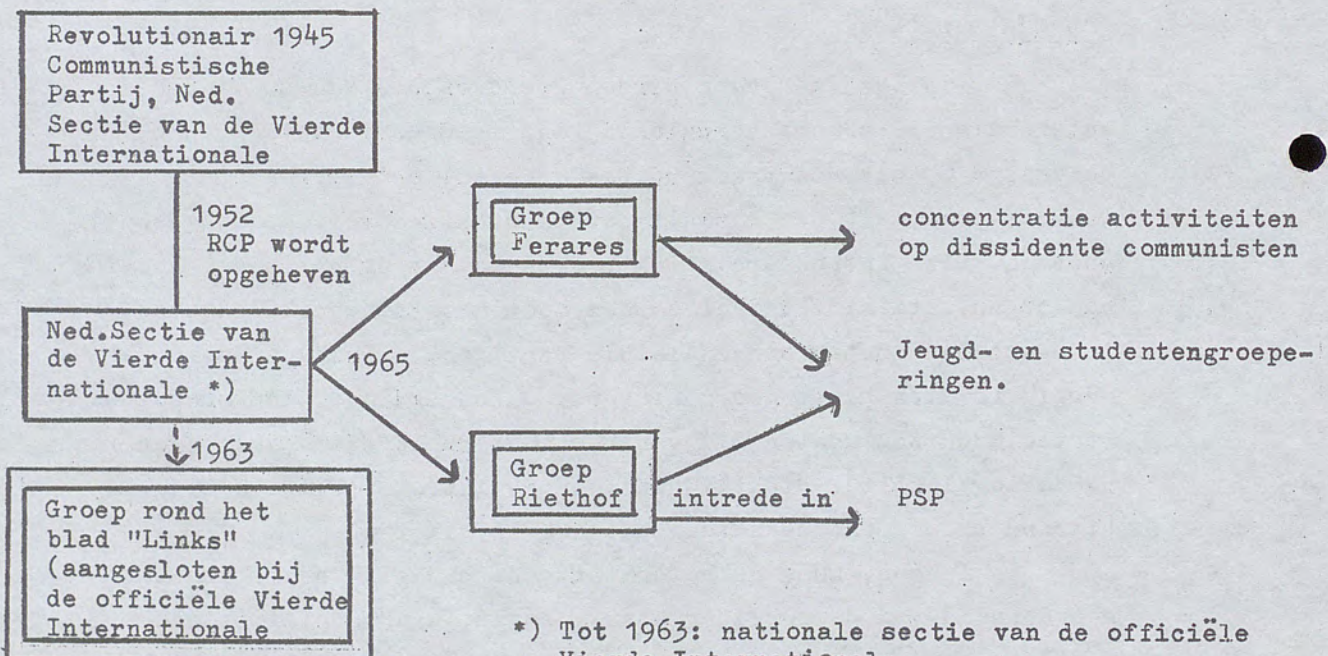 Revolutionair 1945
Communistische
Partij, Ned.
Sectie van de Vierde
Internationale
1952
RCP wordt
opgeheven
Ned.Sectie van
de Vierde Inter-
nationale *)
1965
1963
Groep rond het
blad "Links"
(aangesloten bij
de officiële Vierde
Internationale
Groep
Ferares
concentratie activiteiten
op dissidente communisten
Jeugd- en studentengroepe-
ringen.
Groep
Riethof
intrede in
PSP
*) Tot 1963: nationale sectie van de officiële